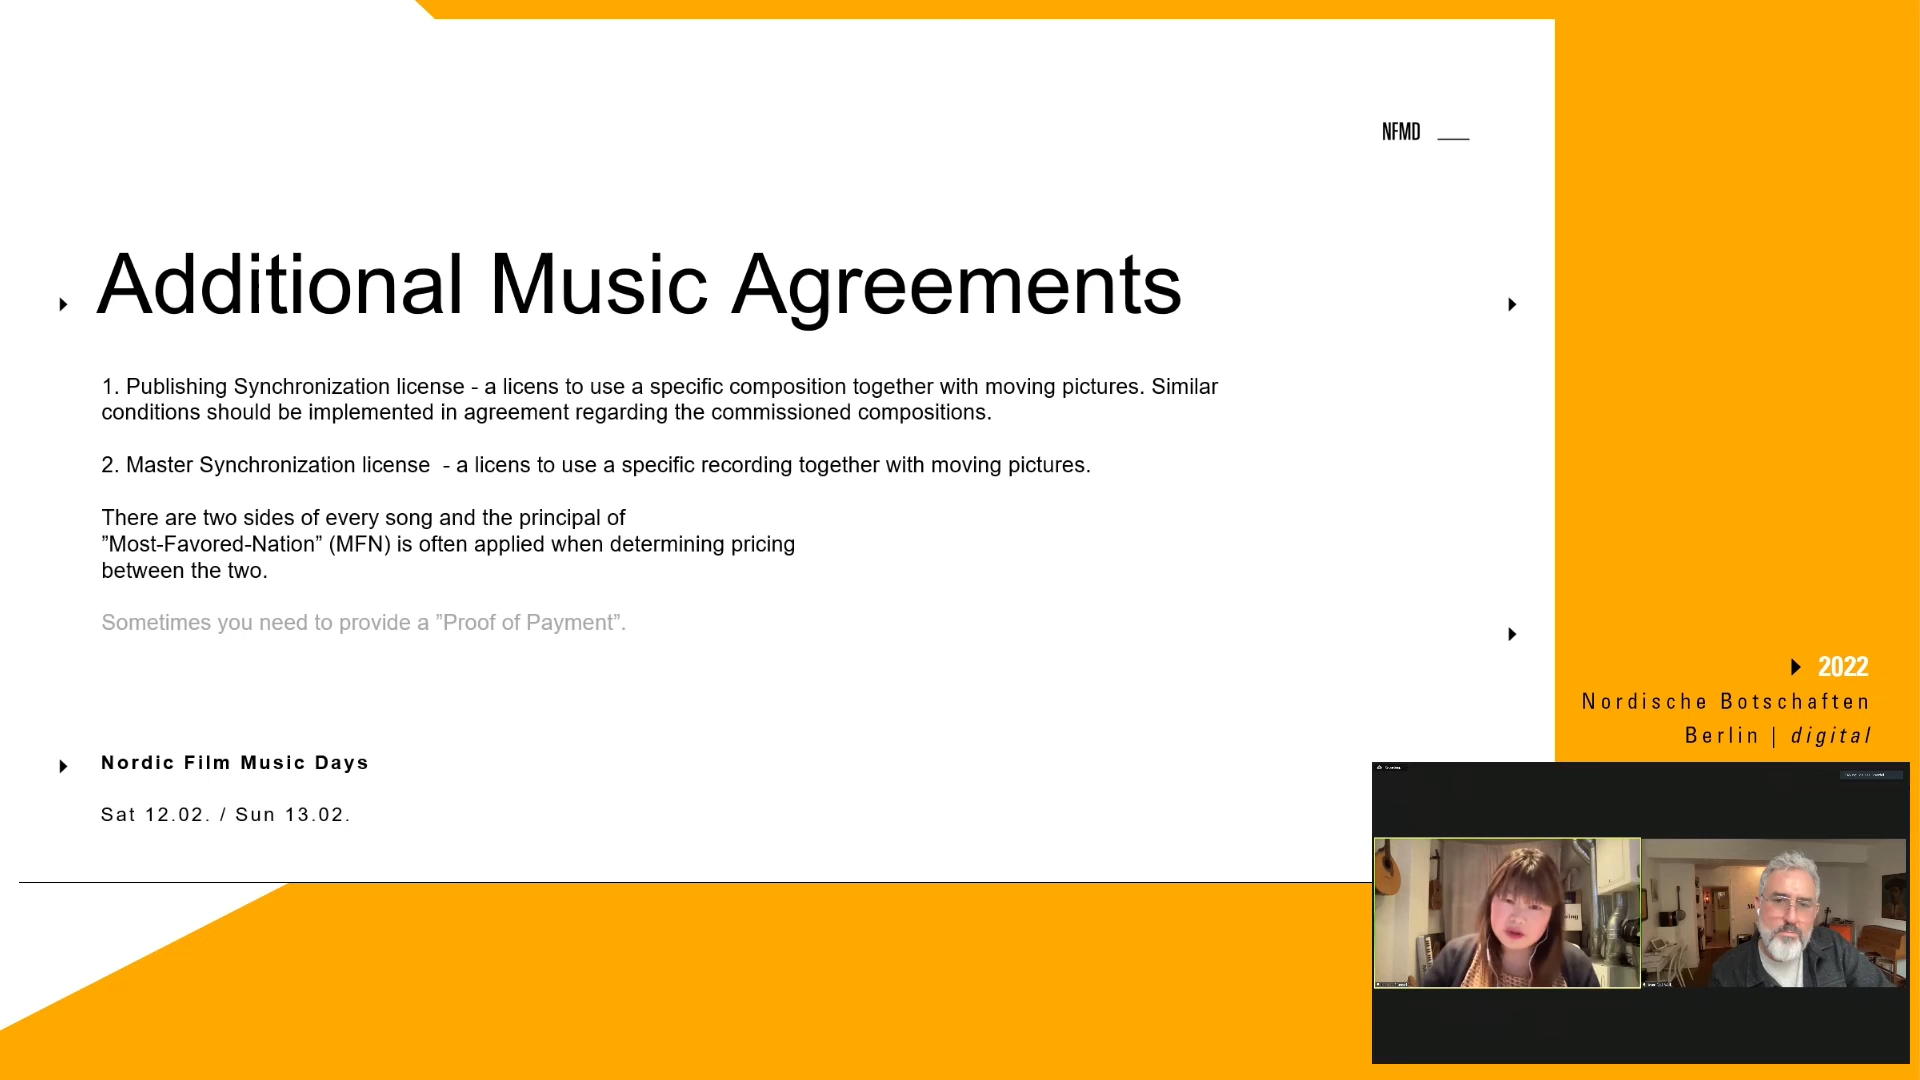 NFMD
Additional Music Agreements
1. Publishing Synchronization license - a licens to use a specific composition together with moving pictures. Similar
conditions should be implemented in agreement regarding the commissioned compositions.
2. Master Synchronization license  - a licens to use a specific recording together with moving pictures.
There are two sides of every song and the principal of
”Most-Favored-Nation” (MFN) is often applied when determining pricing
between the two.
Sometimes you need to provide a ”Proof of Payment”.
2022
Nordische Botschaften
Berlin | digital
Nordic Film Music Days
Sat 12.02. / Sun 13.02.